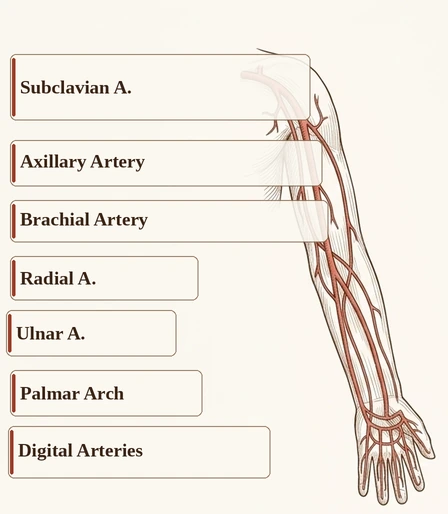 Subclavian A.
Axillary Artery
Brachial Artery
Radial A.
Ulnar A.
Palmar Arch
Digital Arteries